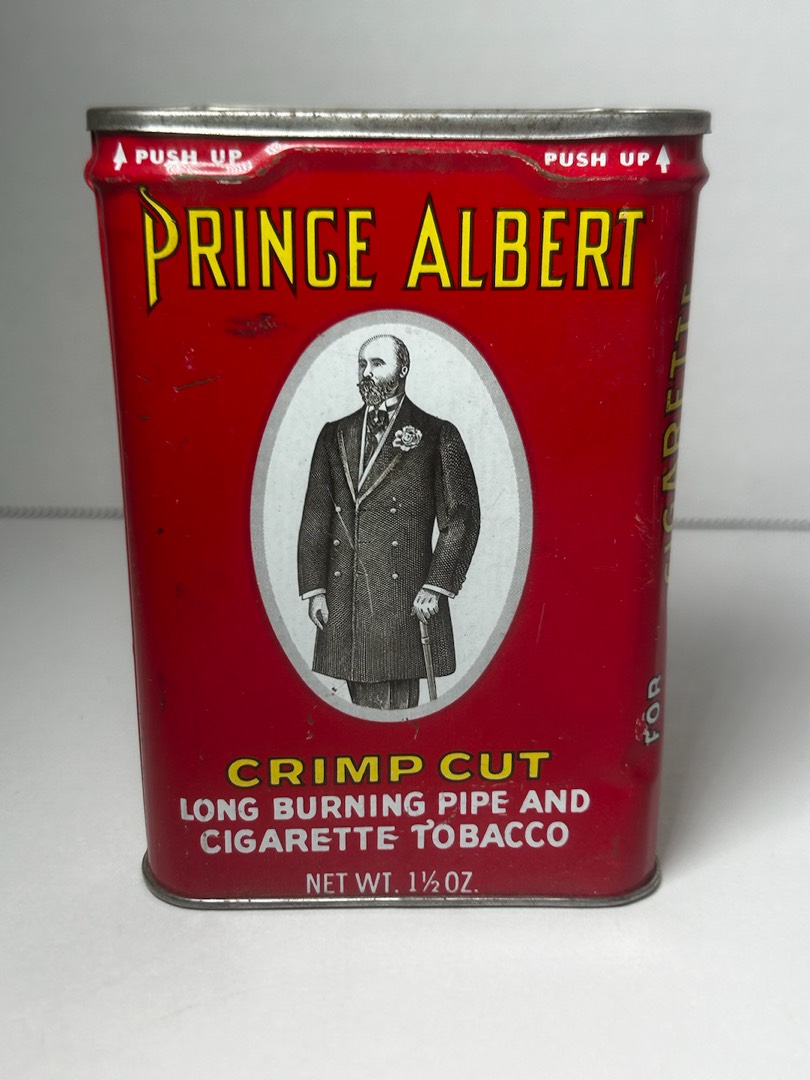 PUSH UP PUSH UP
PRINCE ALBERT
CRIMP CUT
LONG BURNING PIPE AND
CIGARETTE TOBACCO
NET WT. 1½ OZ.
FOR CIGARETTE